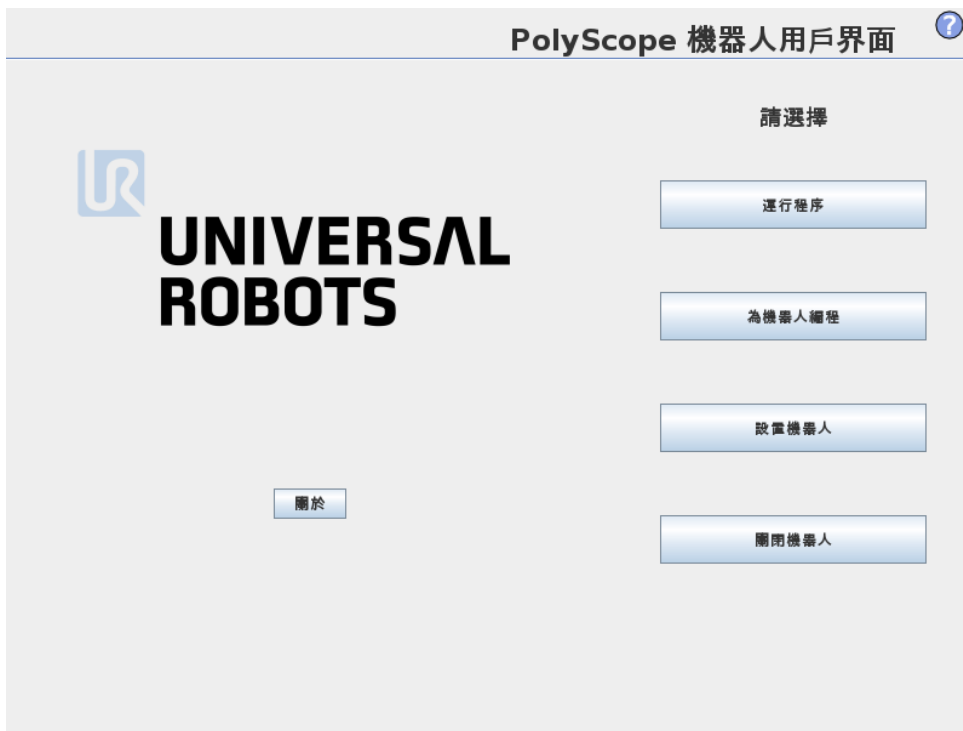 PolyScope 機器人用戶界面
?
請選擇
UR
UNIVERSAL
ROBOTS
運行程序
為機器人編程
設置機器人
關於
關閉機器人